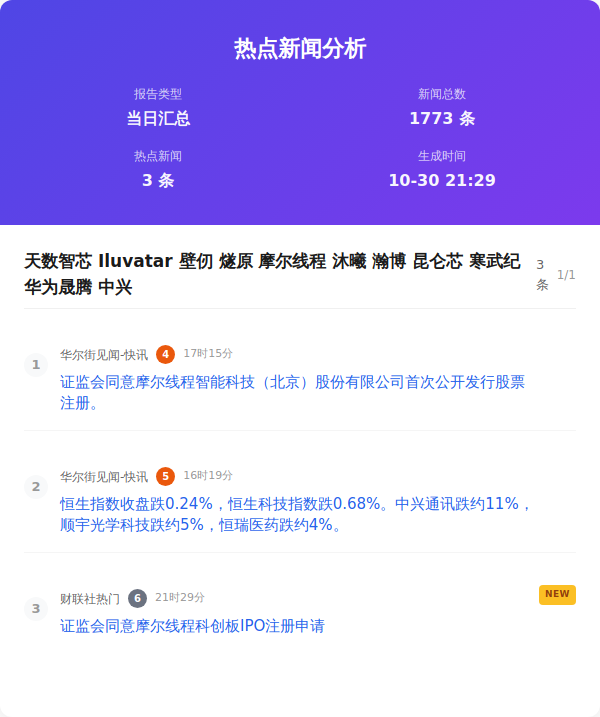 热点新闻分析
报告类型
当日汇总
新闻总数
1773 条
热点新闻
3 条
生成时间
10-30 21:29
天数智芯 Iluvatar 壁仞 燧原 摩尔线程 沐曦 瀚博 昆仑芯 寒武纪
华为晟腾 中兴
3
条
1/1
1
华尔街见闻-快讯 4 17时15分
证监会同意摩尔线程智能科技（北京）股份有限公司首次公开发行股票
注册。
2
华尔街见闻-快讯 5 16时19分
恒生指数收盘跌0.24%，恒生科技指数跌0.68%。中兴通讯跌约11%，
顺宇光学科技跌约5%，恒瑞医药跌约4%。
3
财联社热门 6 21时29分
NEW
证监会同意摩尔线程科创板IPO注册申请